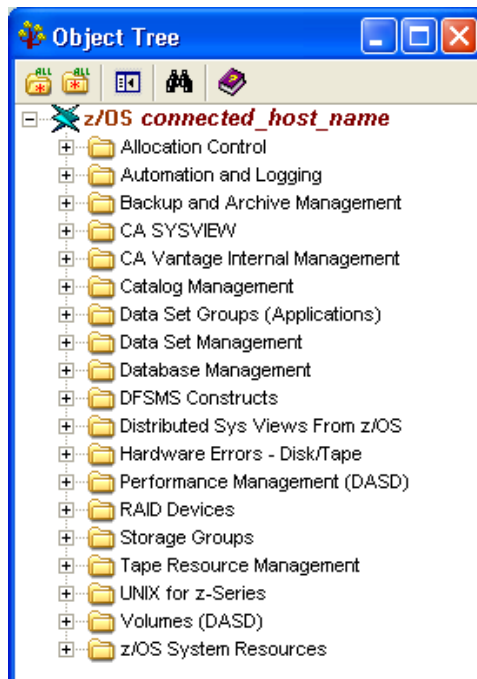 Object Tree
ALL ALL
z/OS connected_host_name
Allocation Control
Automation and Logging
Backup and Archive Management
CA SYSVIEW
CA Vantage Internal Management
Catalog Management
Data Set Groups (Applications)
Data Set Management
Database Management
DFSMS Constructs
Distributed Sys Views From z/OS
Hardware Errors - Disk/Tape
Performance Management (DASD)
RAID Devices
Storage Groups
Tape Resource Management
UNIX for z-Series
Volumes (DASD)
z/OS System Resources